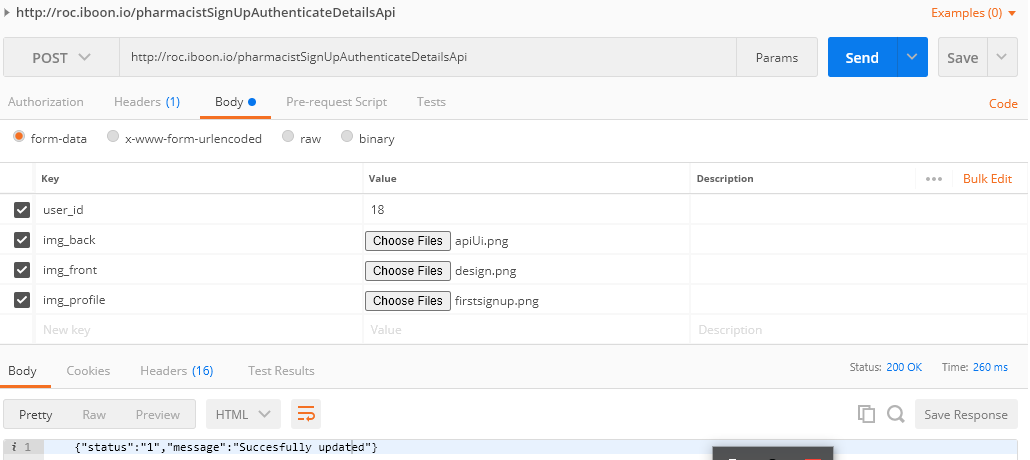 http://roc.iboon.io/pharmacistSignUpAuthenticateDetailsApi Examples (0)
POST http://roc.iboon.io/pharmacistSignUpAuthenticateDetailsApi Params Send Save
Authorization Headers (1) Body Pre-request Script Tests Code
form-data x-www-form-urlencoded raw binary
Key Value Description Bulk Edit
user_id 18
img_back Choose Files apiUi.png
img_front Choose Files design.png
img_profile Choose Files firstsignup.png
New key Value Description
Body Cookies Headers (16) Test Results Status: 200 OK Time: 260 ms
Pretty Raw Preview HTML Save Response
i 1 {"status":"1","message":"Succesfully updated"}